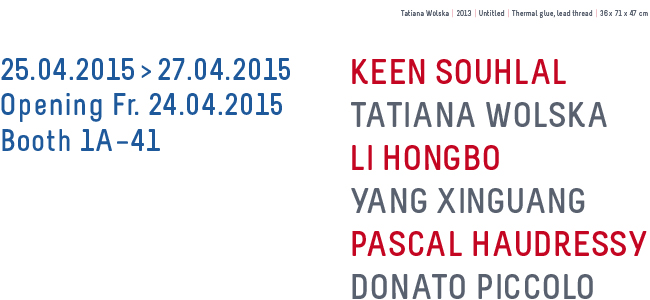 Tatiana Wolska | 2013 | Untitled | Thermal glue, lead thread | 36 x 71 x 47 cm
25.04.2015 > 27.04.2015
Opening Fr. 24.04.2015
Booth 1A-41
KEEN SOUHLAL
TATIANA WOLSKA
LI HONGBO
YANG XINGUANG
PASCAL HAUDRESSY
DONATO PICCOLO